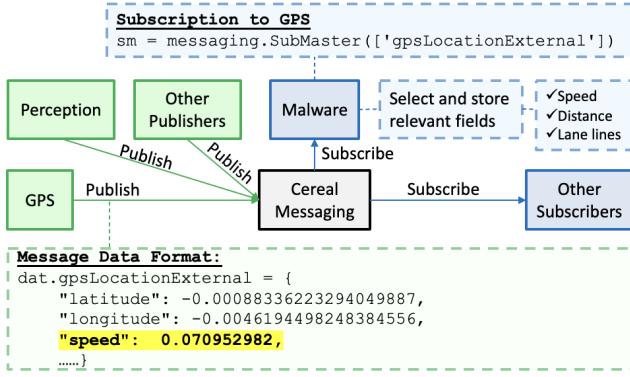 Subscription to GPS
sm = messaging.SubMaster(['gpsLocationExternal'])
Perception
Other
Publishers
Malware
Select and store
relevant fields
✓Speed
✓Distance
✓Lane lines
Publish
Publish
Subscribe
GPS
Publish
Cereal
Messaging
Subscribe
Other
Subscribers
Message Data Format:
dat.gpsLocationExternal = {
"latitude": -0.00088336223294049887,
"longitude": -0.0046194498248384556,
"speed": 0.070952982,
……}